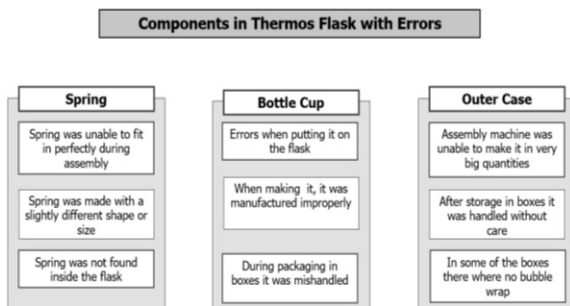 Components in Thermos Flask with Errors
Spring
Spring was unable to fit
in perfectly during
assembly
Spring was made with a
slightly different shape or
size
Spring was not found
inside the flask
Bottle Cup
Errors when putting it on
the flask
When making it, it was
manufactured improperly
During packaging in
boxes it was mishandled
Outer Case
Assembly machine was
unable to make it in very
big quantities
After storage in boxes it
was handled without
care
In some of the boxes
there where no bubble
wrap